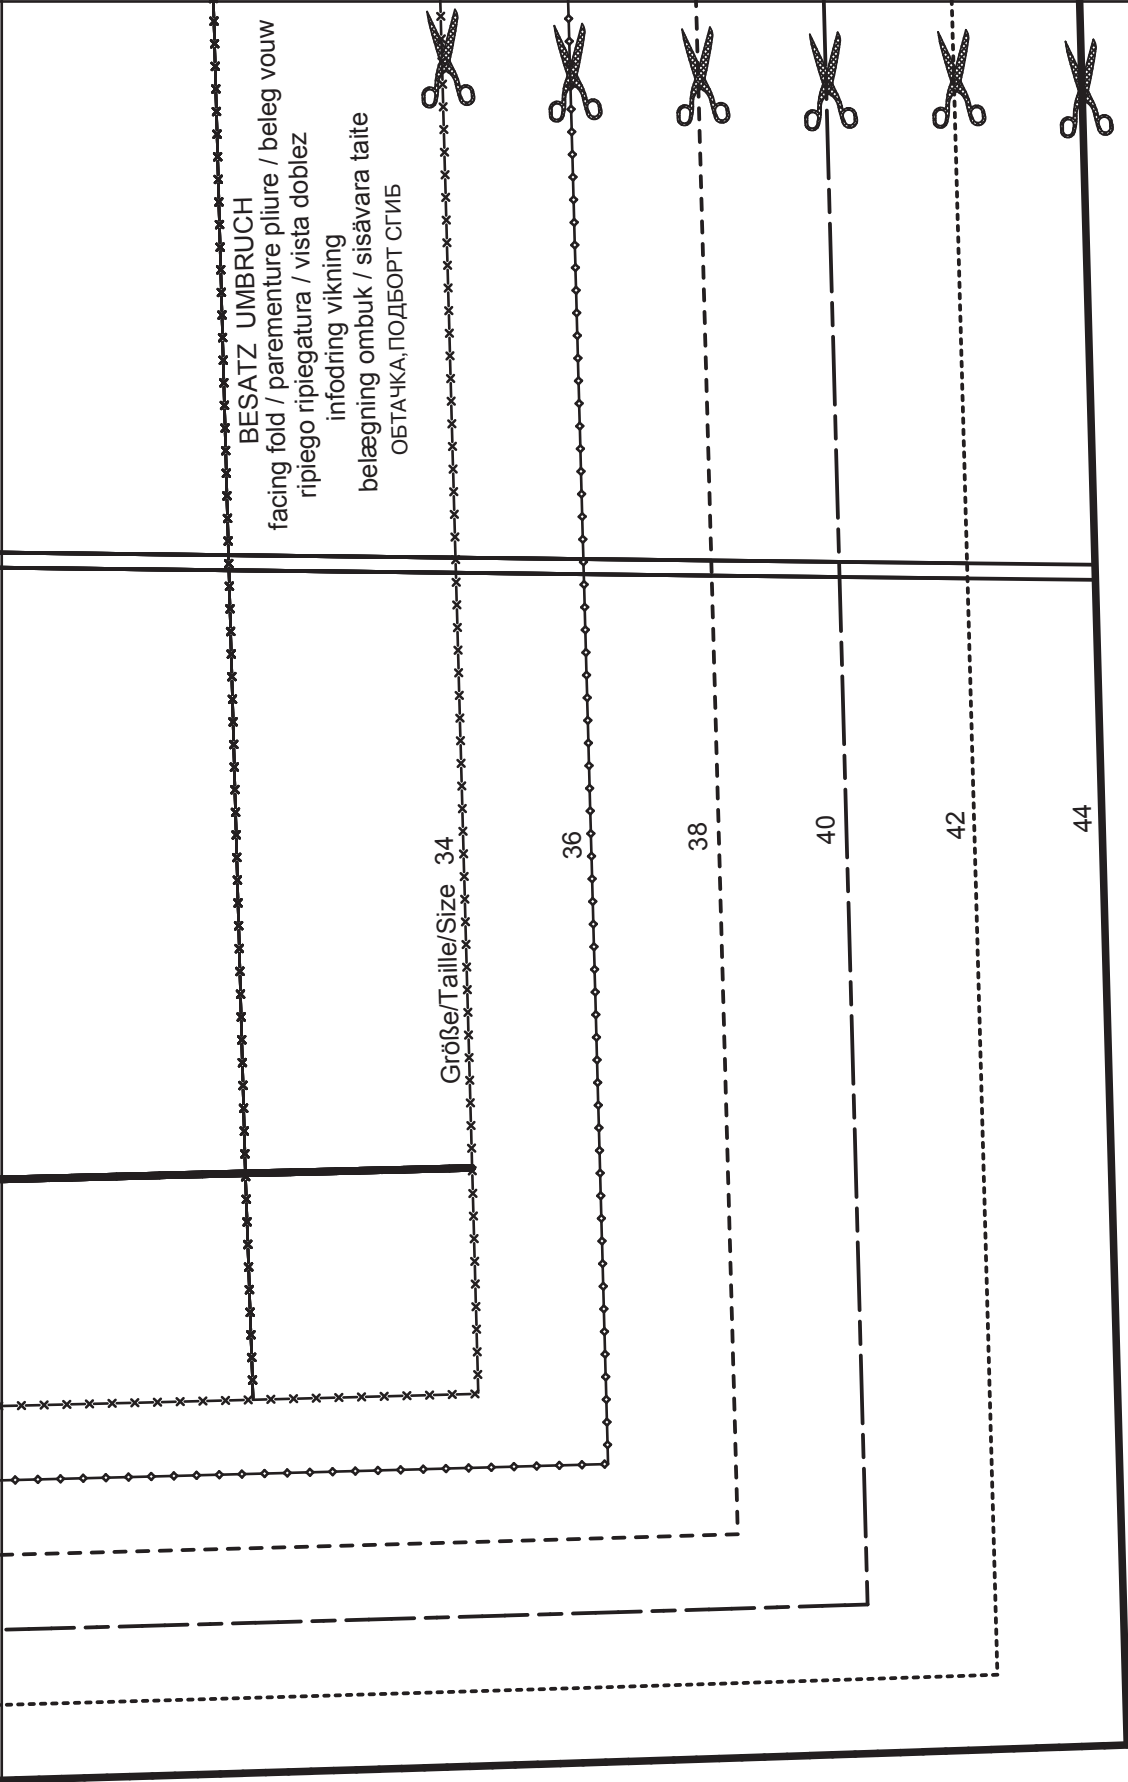 BESATZ UMBRUCH
facing fold / parementure pliure / beleg vouw
ripiego ripiegatura / vista doblez
infodring vikning
belægning ombuk / sisävara taite
ОБТАЧКА,ПОДБОРТ СГИБ
Größe/Taille/Size 34
36
38
40
42
44